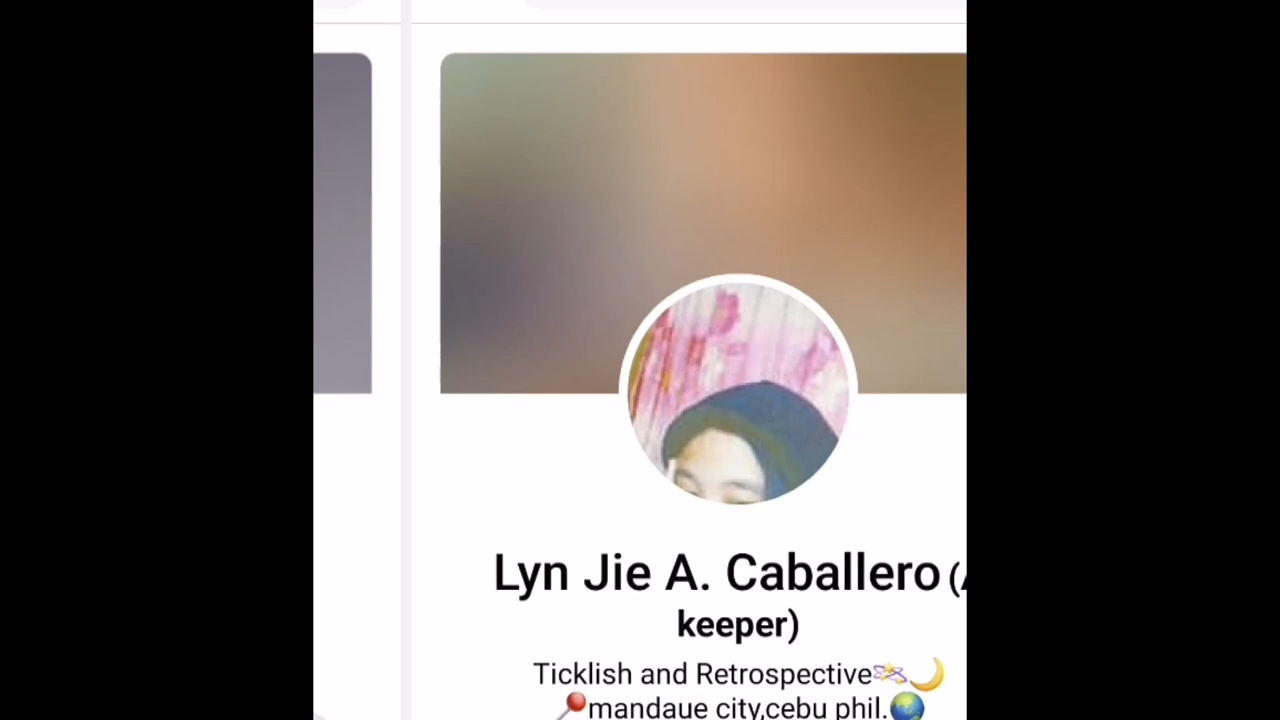 Lyn Jie A. Caballero (
keeper)
Ticklish and Retrospective💫🌙
📍mandaue city,cebu phil.🌎